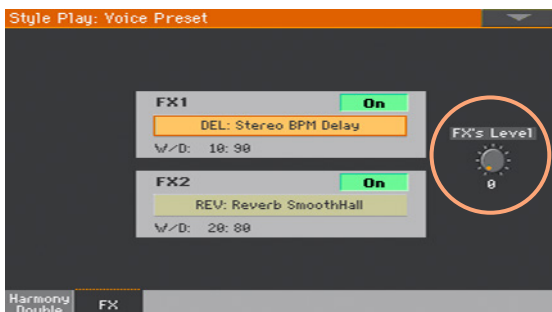 Style Play: Voice Preset
FX1
On
DEL: Stereo BPM Delay
W/D: 10:90
FX's Level
0
FX2
On
REV: Reverb SmoothHall
W/D: 20:80
Harmony
Double
FX